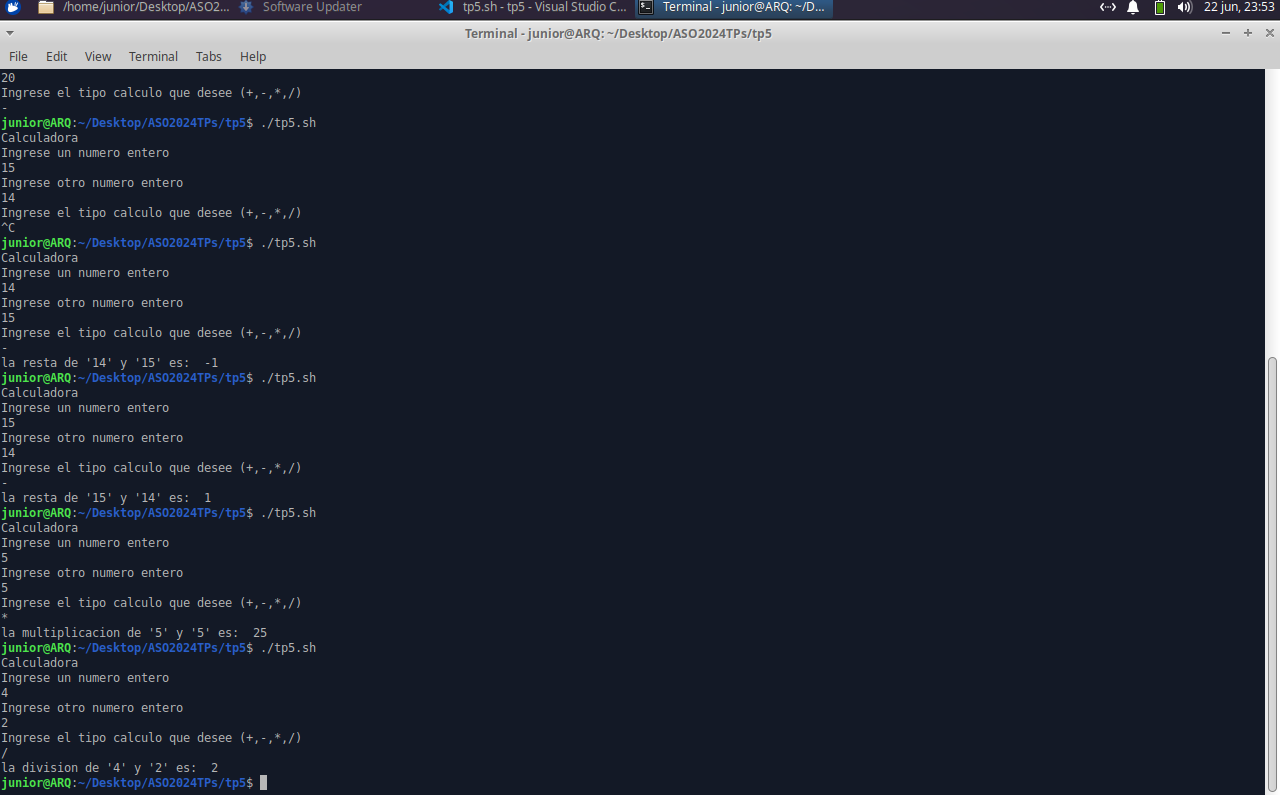 /home/junior/Desktop/ASO2... Software Updater tp5.sh - tp5 - Visual Studio C... Terminal - junior@ARQ: ~/D... 22 jun, 23:53
Terminal - junior@ARQ: ~/Desktop/ASO2024TPs/tp5
File Edit View Terminal Tabs Help
20
Ingrese el tipo calculo que desee (+,-,*,/)
-
junior@ARQ:~/Desktop/ASO2024TPs/tp5$ ./tp5.sh
Calculadora
Ingrese un numero entero
15
Ingrese otro numero entero
14
Ingrese el tipo calculo que desee (+,-,*,/)
^C
junior@ARQ:~/Desktop/ASO2024TPs/tp5$ ./tp5.sh
Calculadora
Ingrese un numero entero
14
Ingrese otro numero entero
15
Ingrese el tipo calculo que desee (+,-,*,/)
-
la resta de '14' y '15' es:  -1
junior@ARQ:~/Desktop/ASO2024TPs/tp5$ ./tp5.sh
Calculadora
Ingrese un numero entero
15
Ingrese otro numero entero
14
Ingrese el tipo calculo que desee (+,-,*,/)
-
la resta de '15' y '14' es:  1
junior@ARQ:~/Desktop/ASO2024TPs/tp5$ ./tp5.sh
Calculadora
Ingrese un numero entero
5
Ingrese otro numero entero
5
Ingrese el tipo calculo que desee (+,-,*,/)
*
la multiplicacion de '5' y '5' es:  25
junior@ARQ:~/Desktop/ASO2024TPs/tp5$ ./tp5.sh
Calculadora
Ingrese un numero entero
4
Ingrese otro numero entero
2
Ingrese el tipo calculo que desee (+,-,*,/)
/
la division de '4' y '2' es:  2
junior@ARQ:~/Desktop/ASO2024TPs/tp5$